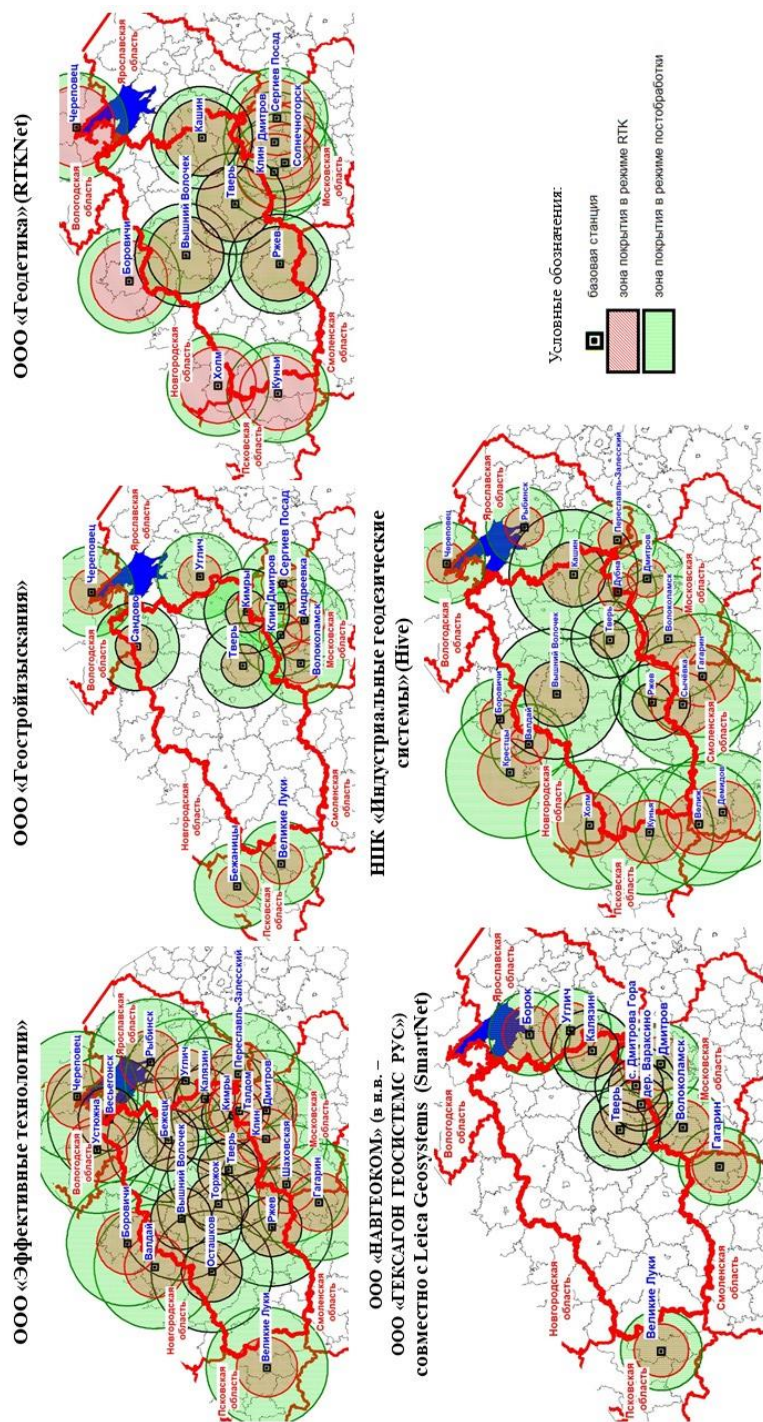 ООО «Эффективные технологии»
Череповец
Вологодская
область
Устюжна
Весьегонск
Ярославская
область
Рыбинск
Боровичи
Валдай
Бежецк
Углич
Калязин
Переславль-Залесский
Вышний Волочек
Новгородская
область
Осташков
Торжок
Тверь
Кимры
Талдом
Клин
Дмитров
Псковская
область
Великие Луки
Ржев
Шаховская
Московская
область
Гагарин
Смоленская
область
ООО «Геостройизыскания»
Череповец
Вологодская
область
Ярославская
область
Сандово
Углич
Новгородская
область
Кимры
Тверь
Клин
Дмитров
Сергиев Посад
Андреевка
Волоколамск
Московская
область
Бежаницы
Псковская
область
Великие Луки
Смоленская
область
ООО «Геодетика» (RTKNet)
Череповец
Вологодская
область
Ярославская
область
Боровичи
Кашин
Вышний Волочек
Новгородская
область
Тверь
Клин
Дмитров
Сергиев Посад
Солнечногорск
Холм
Псковская
область
Ржев
Московская
область
Куньи
Смоленская
область
ООО «НАВГЕОКОМ» (в н.в. –
ООО «ГЕКСАГОН ГЕОСИСТЕМС РУС»)
совместно с Leica Geosystems (SmartNet)
Вологодская
область
Ярославская
область
Борок
Углич
Калязин
Новгородская
область
Тверь
с. Дмитрова Гора
дер. Вараксино
Дмитров
Волоколамск
Московская
область
Псковская
область
Великие Луки
Гагарин
Смоленская
область
НПК «Индустриальные геодезические
системы» (Hive)
Череповец
Вологодская
область
Ярославская
область
Рыбинск
Боровичи
Крестцы
Валдай
Вышний Волочек
Кашин
Переславль-Залесский
Новгородская
область
Тверь
Дубна
Дмитров
Холм
Псковская
область
Кунья
Ржев
Сычёвка
Волоколамск
Московская
область
Гагарин
Велиж
Демидов
Смоленская
область
Условные обозначения:
базовая станция
зона покрытия в режиме RTK
зона покрытия в режиме постобработки